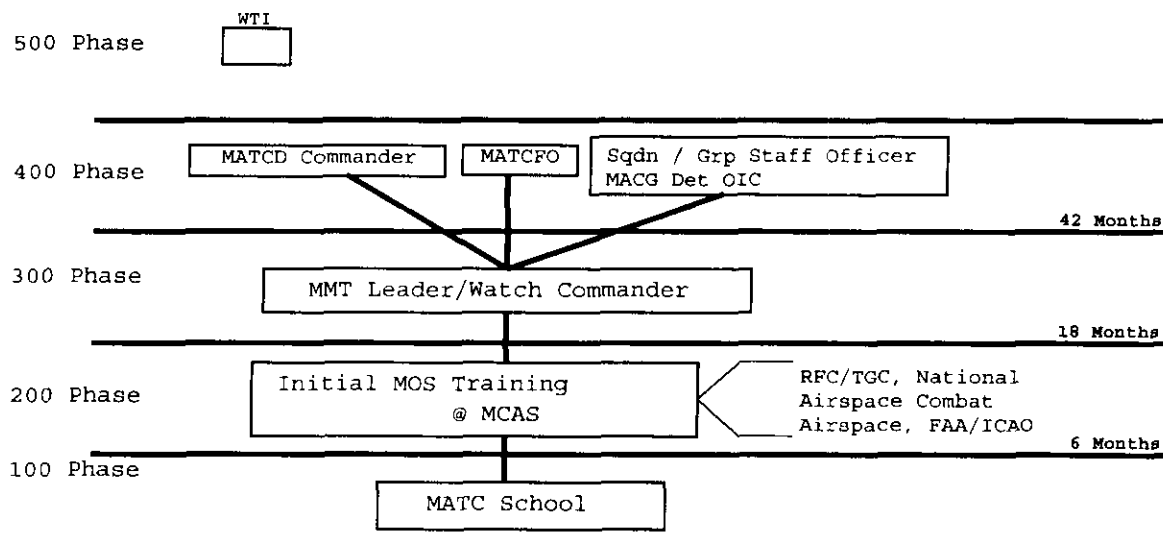 WTI
500 Phase
MATCD Commander
MATCFO
Sqdn / Grp Staff Officer
MACG Det OIC
400 Phase
42 Months
300 Phase
MMT Leader/Watch Commander
18 Months
Initial MOS Training
@ MCAS
200 Phase
RFC/TGC, National
Airspace Combat
Airspace, FAA/ICAO
6 Months
100 Phase
MATC School